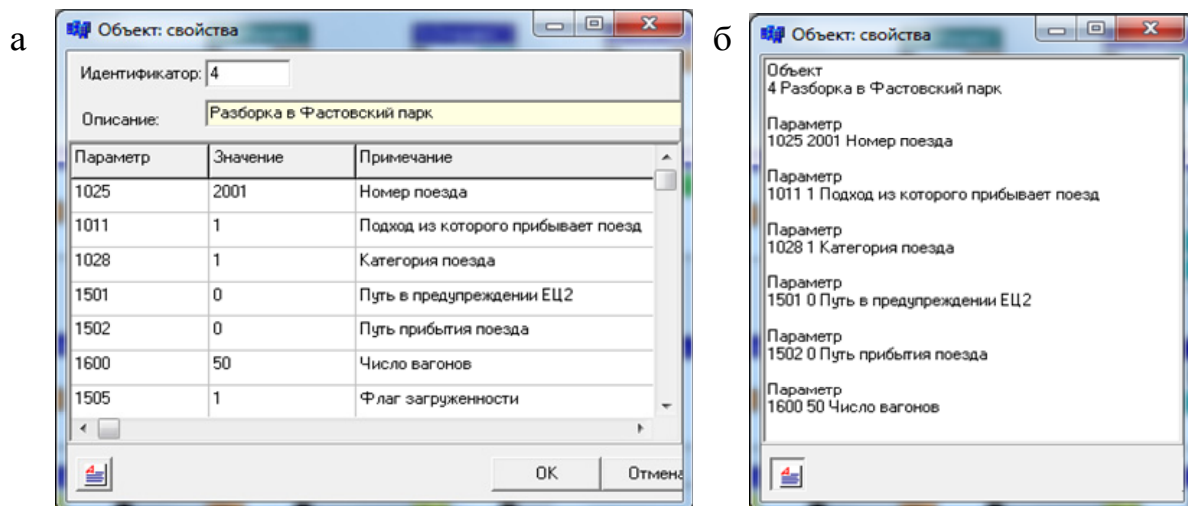 а
Объект: свойства
Идентификатор: 4
Описание: Разборка в Фастовский парк
Параметр Значение Примечание
1025 2001 Номер поезда
1011 1 Подход из которого прибывает поезд
1028 1 Категория поезда
1501 0 Путь в предупреждении ЕЦ2
1502 0 Путь прибытия поезда
1600 50 Число вагонов
1505 1 Флаг загруженности
OK Отмена
б
Объект: свойства
Объект
4 Разборка в Фастовский парк
Параметр
1025 2001 Номер поезда
Параметр
1011 1 Подход из которого прибывает поезд
Параметр
1028 1 Категория поезда
Параметр
1501 0 Путь в предупреждении ЕЦ2
Параметр
1502 0 Путь прибытия поезда
Параметр
1600 50 Число вагонов